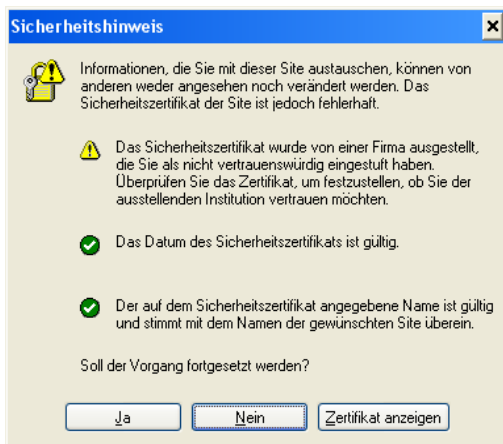 Sicherheitshinweis
Informationen, die Sie mit dieser Site austauschen, können von
anderen weder angesehen noch verändert werden. Das
Sicherheitszertifikat der Site ist jedoch fehlerhaft.
Das Sicherheitszertifikat wurde von einer Firma ausgestellt,
die Sie als nicht vertrauenswürdig eingestuft haben.
Überprüfen Sie das Zertifikat, um festzustellen, ob Sie der
ausstellenden Institution vertrauen möchten.
Das Datum des Sicherheitszertifikats ist gültig.
Der auf dem Sicherheitszertifikat angegebene Name ist gültig
und stimmt mit dem Namen der gewünschten Site überein.
Soll der Vorgang fortgesetzt werden?
Ja Nein Zertifikat anzeigen